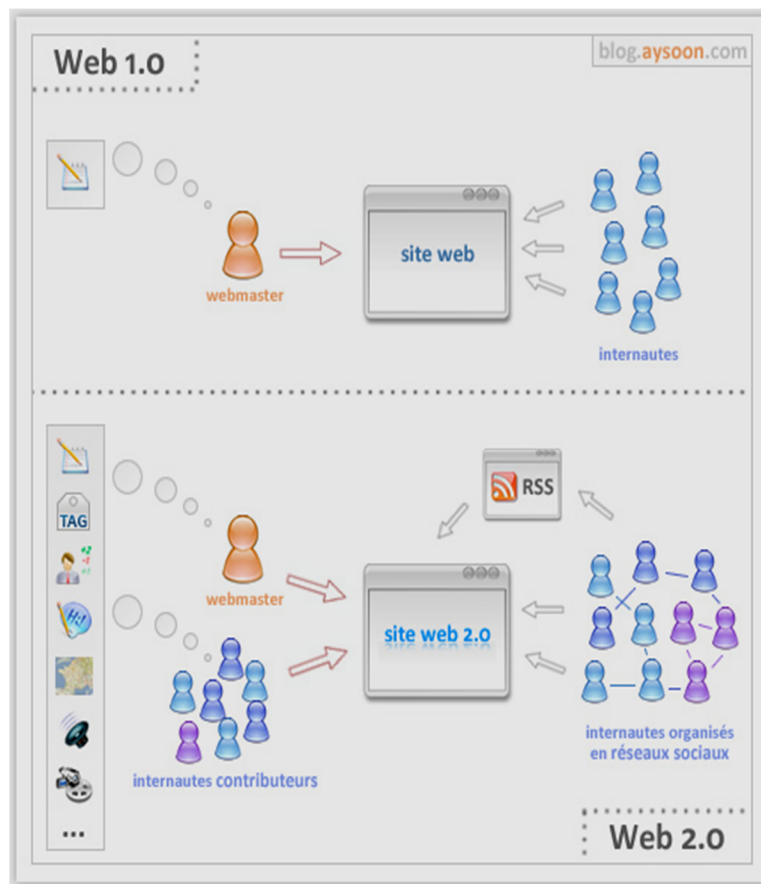 Web 1.0
blog.aysoon.com
site web
webmaster
internautes
TAG
RSS
Hi!
webmaster
site web 2.0
internautes contributeurs
internautes organisés
en réseaux sociaux
...
Web 2.0